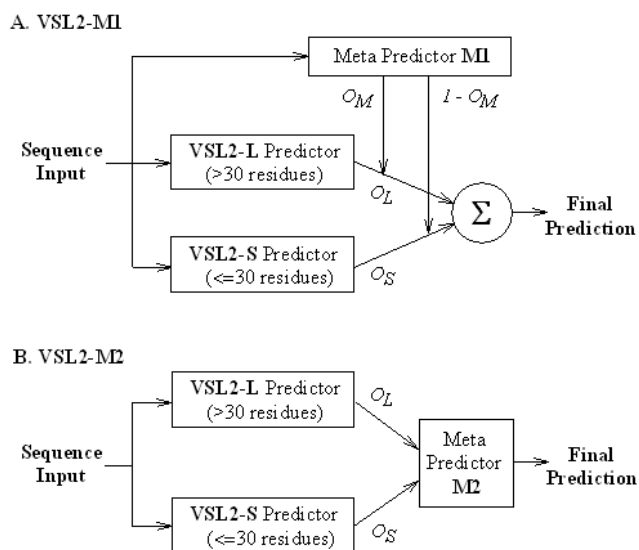 A. VSL2-M1
Meta Predictor M1
O_M
1 - O_M
Sequence
Input
VSL2-L Predictor
(>30 residues)
O_L
Σ
Final
Prediction
VSL2-S Predictor
(<=30 residues)
O_S
B. VSL2-M2
VSL2-L Predictor
(>30 residues)
O_L
Sequence
Input
Meta
Predictor
M2
Final
Prediction
VSL2-S Predictor
(<=30 residues)
O_S